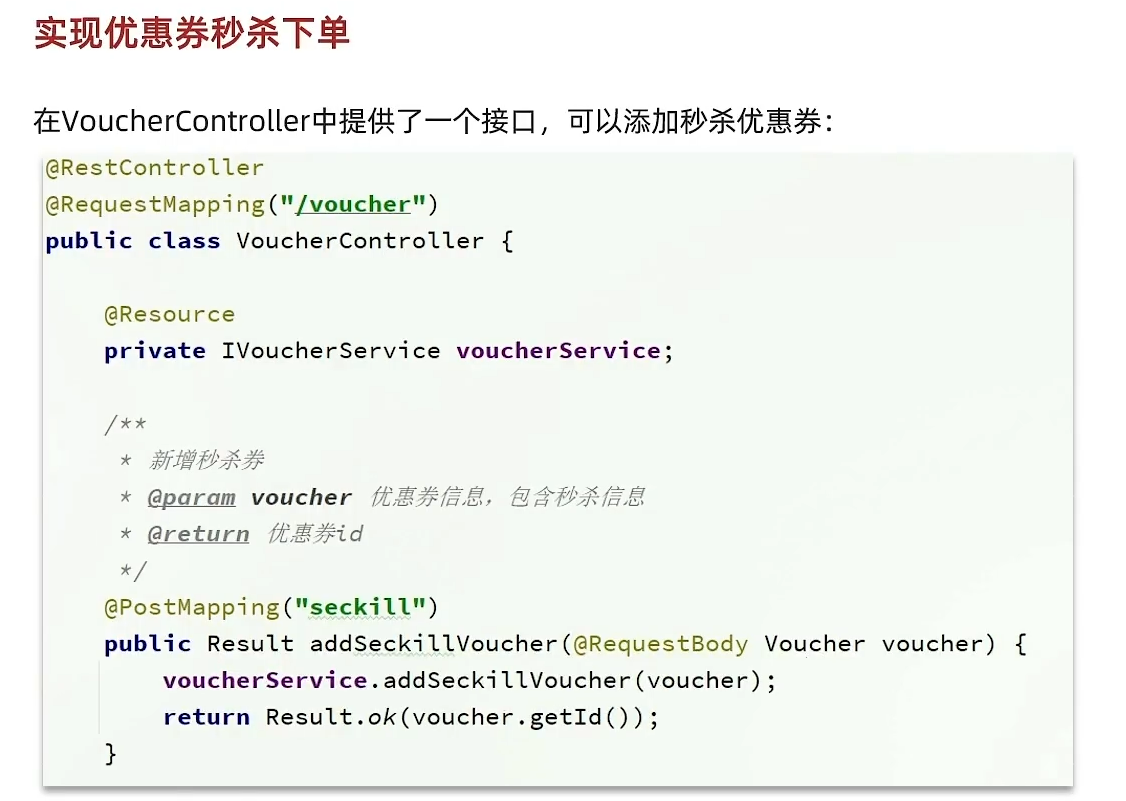 实现优惠券秒杀下单
在VoucherController中提供了一个接口，可以添加秒杀优惠券：
@RestController
@RequestMapping("/voucher")
public class VoucherController {
@Resource
private IVoucherService voucherService;
/**
* 新增秒杀券
* @param voucher 优惠券信息，包含秒杀信息
* @return 优惠券id
*/
@PostMapping("seckill")
public Result addSeckillVoucher(@RequestBody Voucher voucher) {
voucherService.addSeckillVoucher(voucher);
return Result.ok(voucher.getId());
}